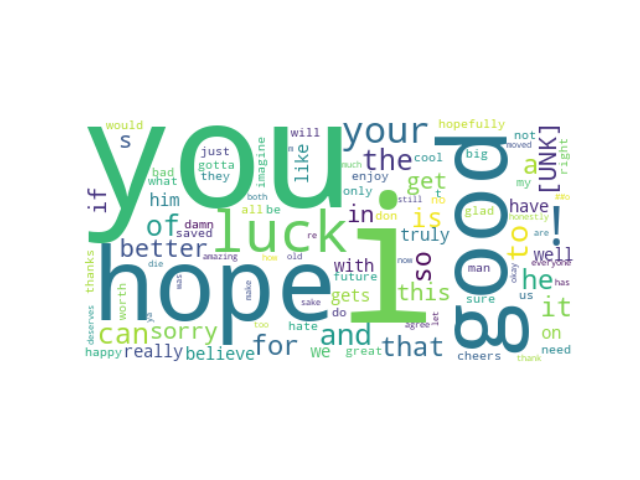 you
hope
i
good
luck
your
the
hopefully
would
s
just
gotta
they
imagine
will
m
like
bad
what
him
if
of
damn
saved
all
be
both
much
enjoy
only
cool
get
t
big
not
moved
my
a
[UNK]
right
in
don
still
no
is
glad
honestly
##o
are
have
to
!
better
amazing
re
truly
so
now
man
okay
well
everyone
he
has
thanks
die
was
how
old
with
future
make
gets
this
sure
us
it
worth
deserves
ya
can
sorry
too
sake
hate
do
and
agree
let
on
happy
really
believe
for
we
great
that
cheers
thank
need